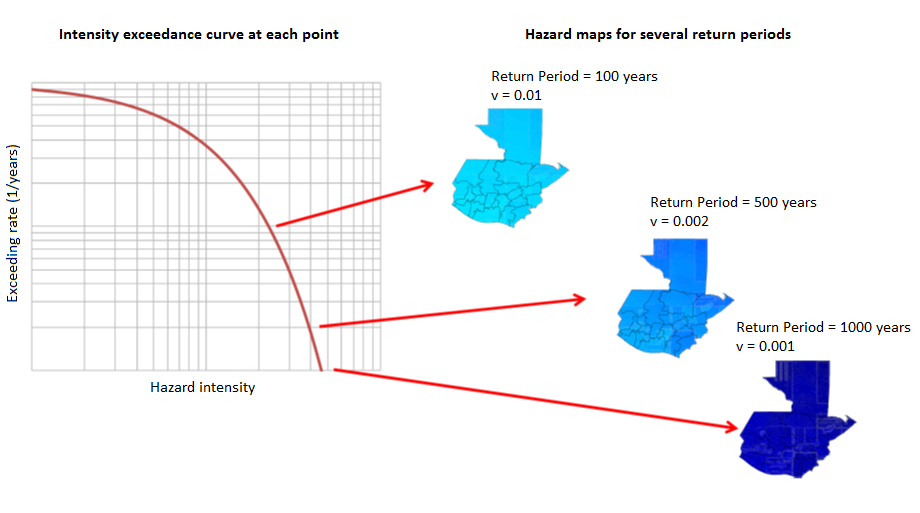 Intensity exceedance curve at each point
Hazard maps for several return periods
Return Period = 100 years
v = 0.01
Exceeding rate (1/years)
Return Period = 500 years
v = 0.002
Return Period = 1000 years
v = 0.001
Hazard intensity